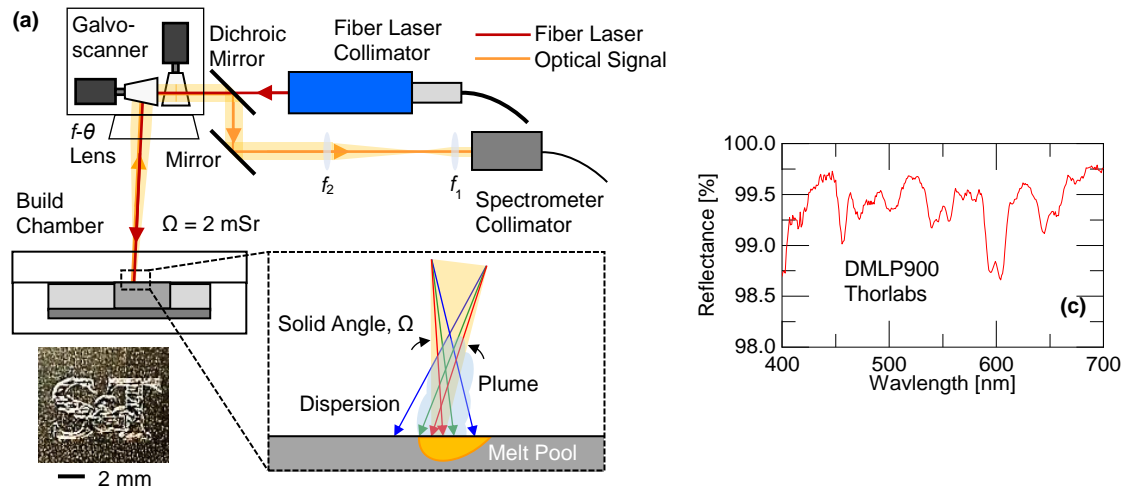 (a)
Galvo-
scanner
Dichroic
Mirror
Fiber Laser
Collimator
Fiber Laser
Optical Signal
f-θ
Lens
Mirror
f2
f1
Spectrometer
Collimator
Build
Chamber
Ω = 2 mSr
Solid Angle, Ω
Plume
Dispersion
Melt Pool
S&T
2 mm
Reflectance [%]
100.0
99.5
99.0
98.5
98.0
DMLP900
Thorlabs
(c)
400
500
600
700
Wavlength [nm]